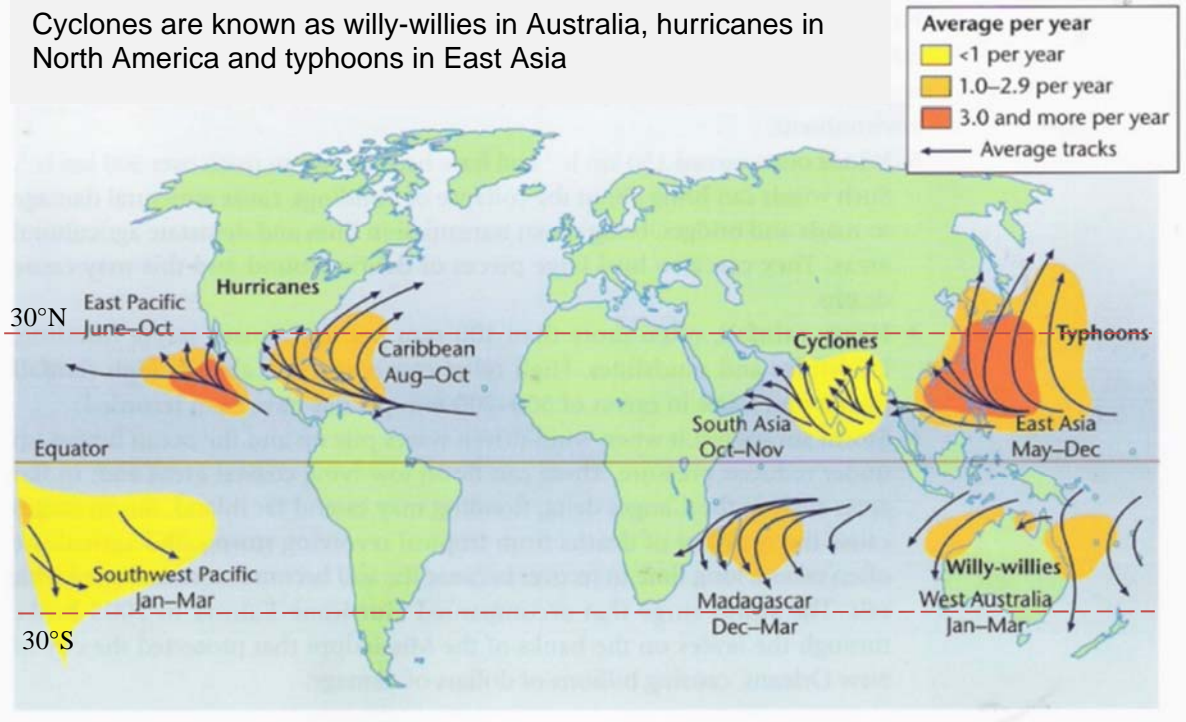 Cyclones are known as willy-willies in Australia, hurricanes in
North America and typhoons in East Asia
Average per year
<1 per year
1.0–2.9 per year
3.0 and more per year
Average tracks
Hurricanes
East Pacific
June–Oct
30°N
Caribbean
Aug–Oct
Cyclones
Typhoons
South Asia
Oct–Nov
East Asia
May–Dec
Equator
Southwest Pacific
Jan–Mar
Madagascar
Dec–Mar
Willy-willies
West Australia
Jan–Mar
30°S